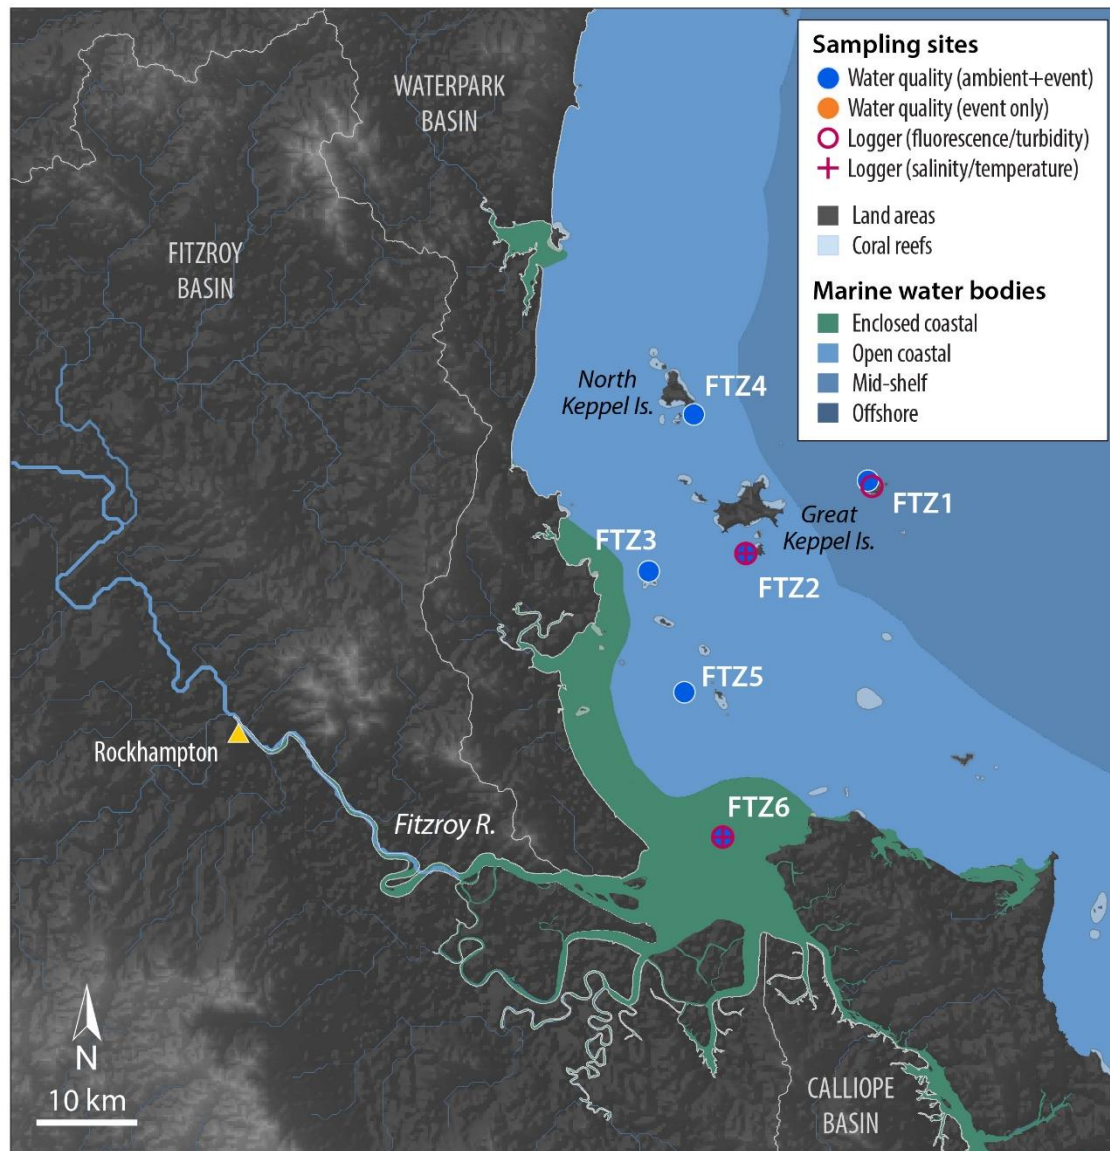 WATERPARK
BASIN
FITZROY
BASIN
Sampling sites
Water quality (ambient+event)
Water quality (event only)
Logger (fluorescence/turbidity)
Logger (salinity/temperature)
Land areas
Coral reefs
Marine water bodies
Enclosed coastal
Open coastal
Mid-shelf
Offshore
North
Keppel Is.
FTZ4
FTZ1
Great
Keppel Is.
FTZ3
FTZ2
FTZ5
Rockhampton
FTZ6
Fitzroy R.
N
10 km
CALLIOPE
BASIN